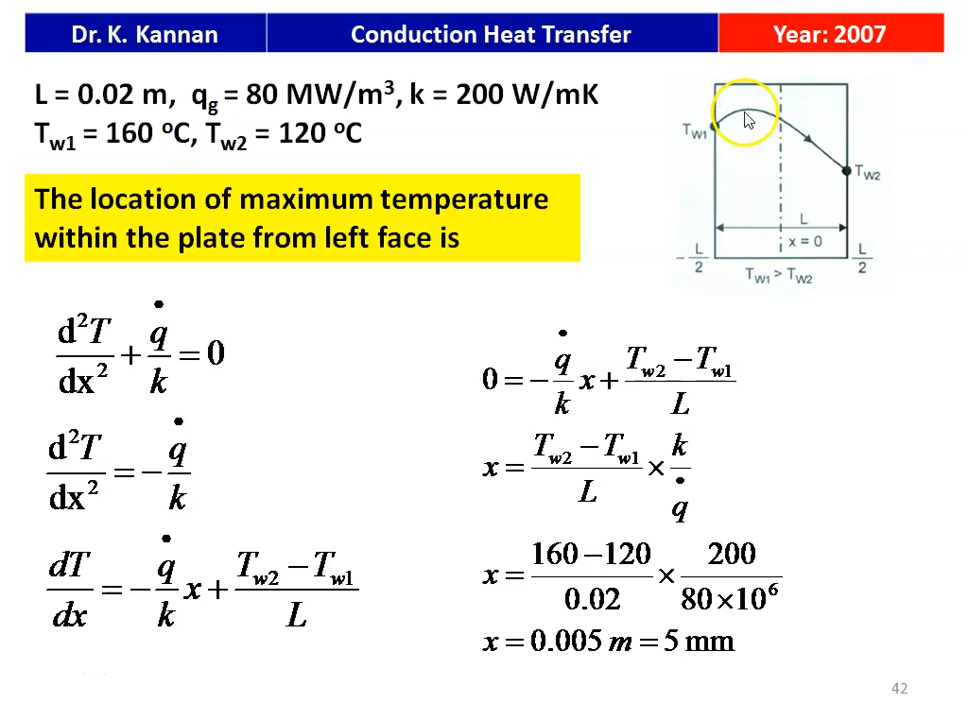 Dr. K. Kannan
Conduction Heat Transfer
Year: 2007
L = 0.02 m, q_g = 80 MW/m³, k = 200 W/mK
T_w1 = 160 °C, T_w2 = 120 °C
The location of maximum temperature
within the plate from left face is
T_W1
T_W2
L
x = 0
-L/2
L/2
T_W1 > T_W2
d²T/dx² + q̇/k = 0
d²T/dx² = -q̇/k
dT/dx = -q̇/k x + (T_w2 - T_w1)/L
0 = -q̇/k x + (T_w2 - T_w1)/L
x = (T_w2 - T_w1)/L × k/q̇
x = (160 - 120)/0.02 × 200/(80×10⁶)
x = 0.005 m = 5 mm
42